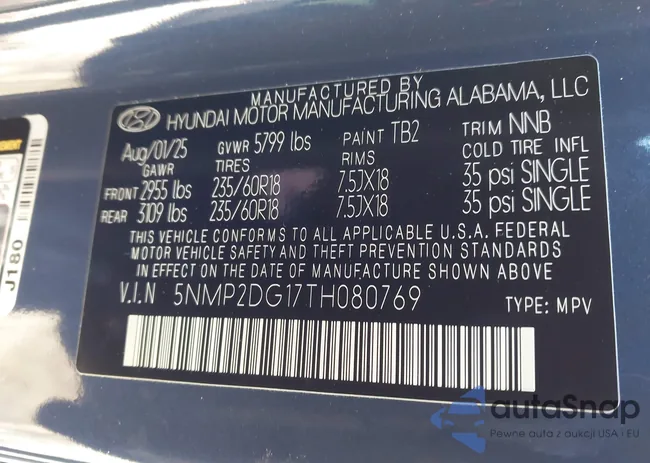 MANUFACTURED BY
HYUNDAI MOTOR MANUFACTURING ALABAMA, LLC
Aug/01/25 GVWR 5799 lbs PAINT TB2 TRIM NNB
GAWR TIRES RIMS COLD TIRE INFL
FRONT 2955 lbs 235/60R18 7.5JX18 35 psi SINGLE
REAR 3109 lbs 235/60R18 7.5JX18 35 psi SINGLE
THIS VEHICLE CONFORMS TO ALL APPLICABLE U.S.A. FEDERAL
MOTOR VEHICLE SAFETY AND THEFT PREVENTION STANDARDS
IN EFFECT ON THE DATE OF MANUFACTURE SHOWN ABOVE.
V.I.N 5NMP2DG17TH080769 TYPE: MPV
J180
autaSnap
Pewne auta z aukcji USA i EU